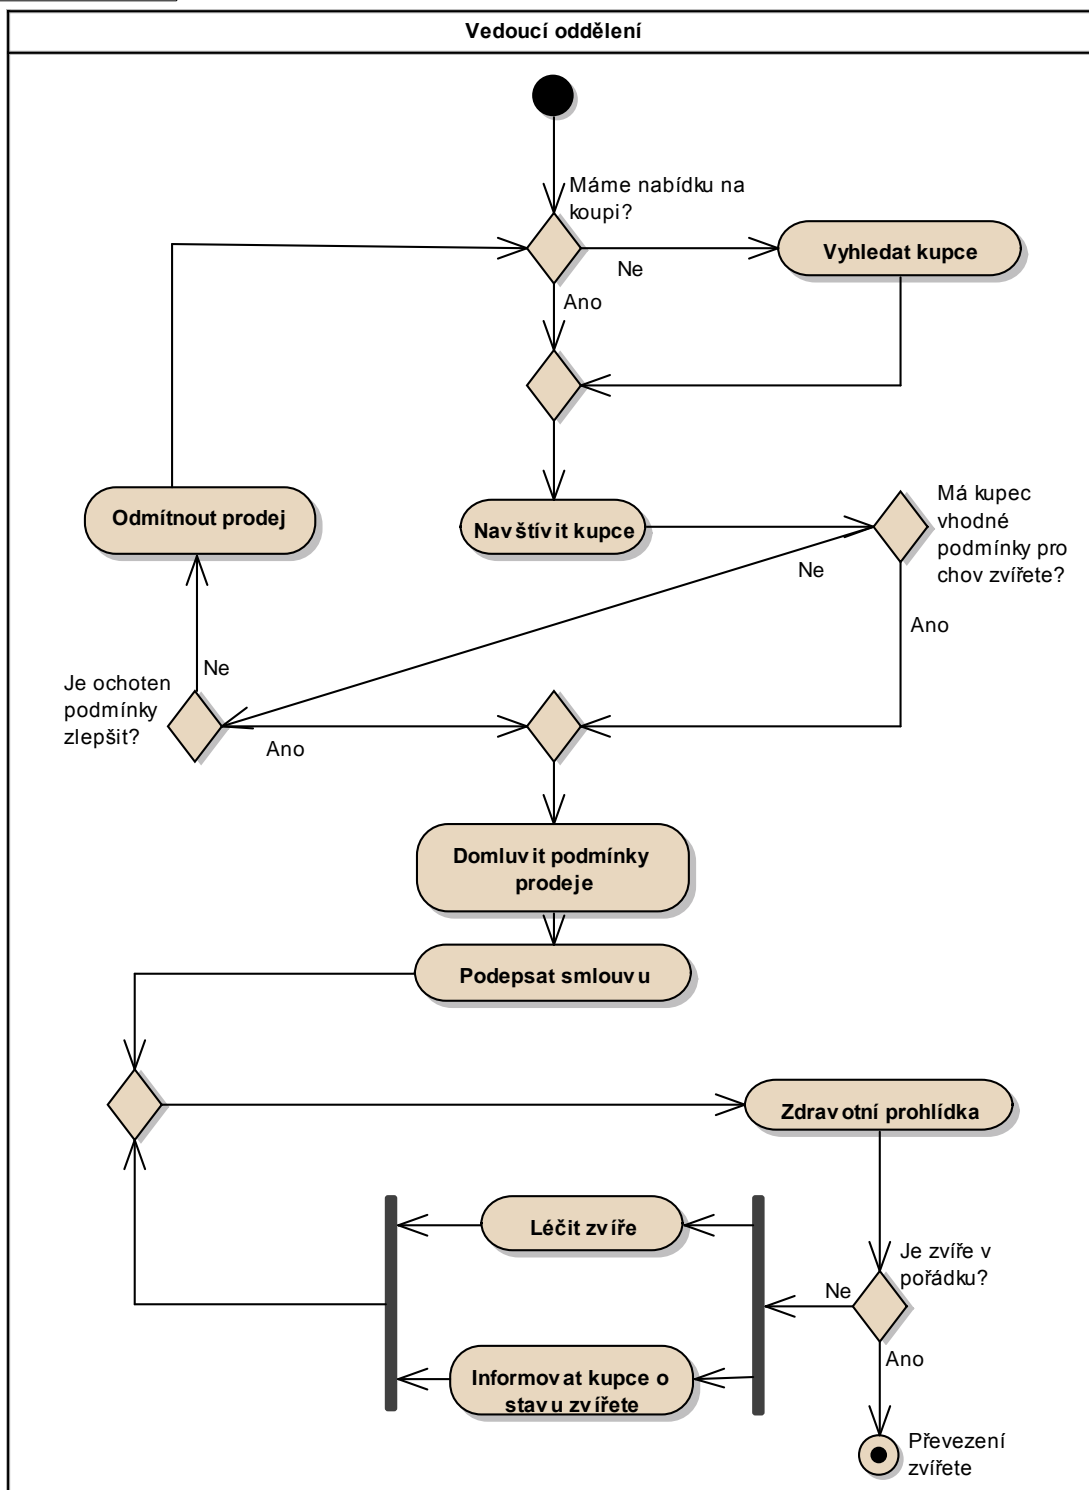 Vedoucí oddělení
Máme nabídku na
koupi?
Vyhledat kupce
Ne
Ano
Má kupec
vhodné
podmínky pro
chov zvířete?
Odmítnout prodej
Navštívit kupce
Ne
Ano
Ne
Je ochoten
podmínky
zlepšit?
Ano
Domluvit podmínky
prodeje
Podepsat smlouvu
Zdravotní prohlídka
Léčit zvíře
Je zvíře v
pořádku?
Ne
Ano
Informovat kupce o
stavu zvířete
Převezení
zvířete